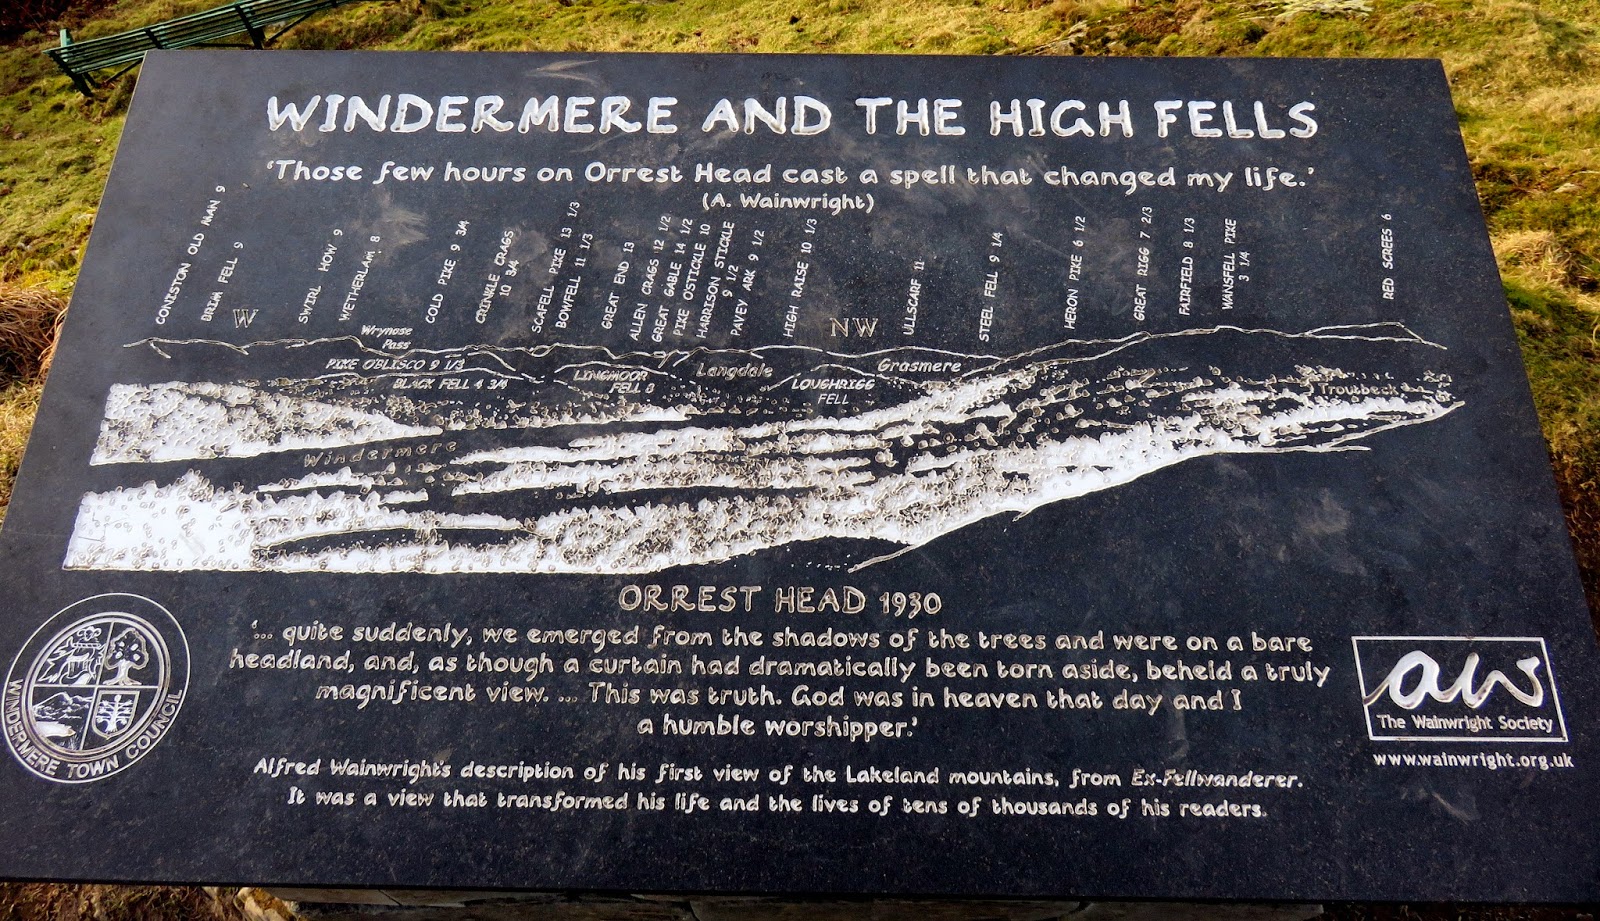 WINDERMERE AND THE HIGH FELLS
‘Those few hours on Orrest Head cast a spell that changed my life.’
(A. Wainwright)
CONISTON OLD MAN 9
BRIM FELL 9
W
SWIRL HOW 9
WETHERLAM 8
COLD PIKE 9 3/4
CRINKLE CRAGS
10 3/4
SCAFELL PIKE 13 1/3
BOWFELL 11 1/3
GREAT END 13
ALLEN CRAGS 12 1/2
GREAT GABLE 14 1/2
PIKE OSTICKLE 10
HARRISON STICKLE
9 1/2
PAVEY ARK 9 1/2
HIGH RAISE 10 1/3
NW
ULLSCARF 11
STEEL FELL 9 1/4
HERON PIKE 6 1/2
GREAT RIGG 7 2/3
FAIRFIELD 8 1/3
WANSFELL PIKE
3 1/4
RED SCREES 6
Wrynose
Pass
PIKE OBLISCO 9 1/3
BLACK FELL 4 3/4
LINGMOOR
FELL 8
Langdale
LOUGHRIGG
FELL
Grasmere
Troutbeck
Windermere
ORREST HEAD 1930
‘... quite suddenly, we emerged from the shadows of the trees and were on a bare
headland, and, as though a curtain had dramatically been torn aside, beheld a truly
magnificent view. ... This was truth. God was in heaven that day and I
a humble worshipper.’
Alfred Wainwright's description of his first view of the Lakeland mountains, from Ex-Fellwanderer.
It was a view that transformed his life and the lives of tens of thousands of his readers.
WINDERMERE TOWN COUNCIL
aw
The Wainwright Society
www.wainwright.org.uk